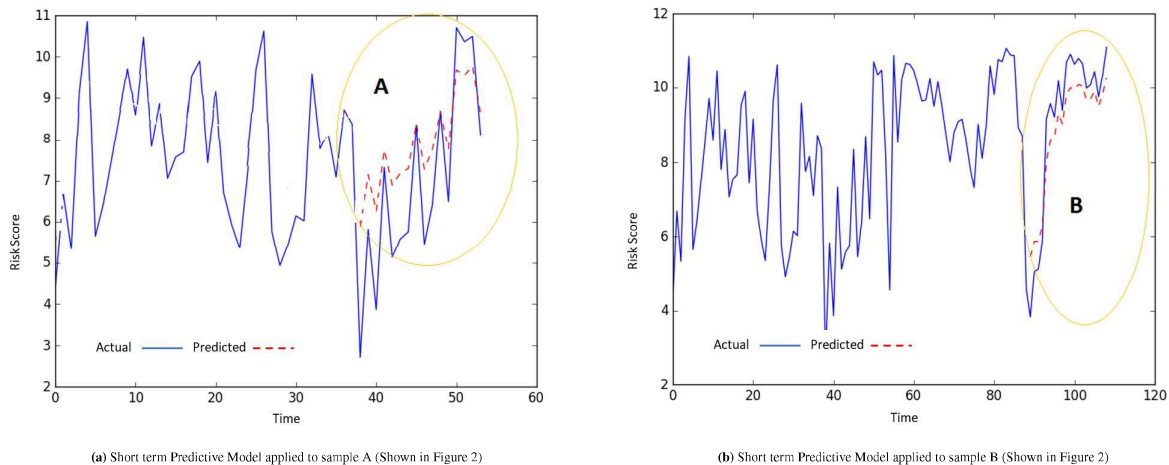 11
10
9
8
7
6
5
4
3
2
Risk Score
A
Actual
Predicted
0
10
20
30
40
50
60
Time
(a) Short term Predictive Model applied to sample A (Shown in Figure 2)
12
10
8
6
4
2
Risk Score
B
Actual
Predicted
0
20
40
60
80
100
120
Time
(b) Short term Predictive Model applied to sample B (Shown in Figure 2)